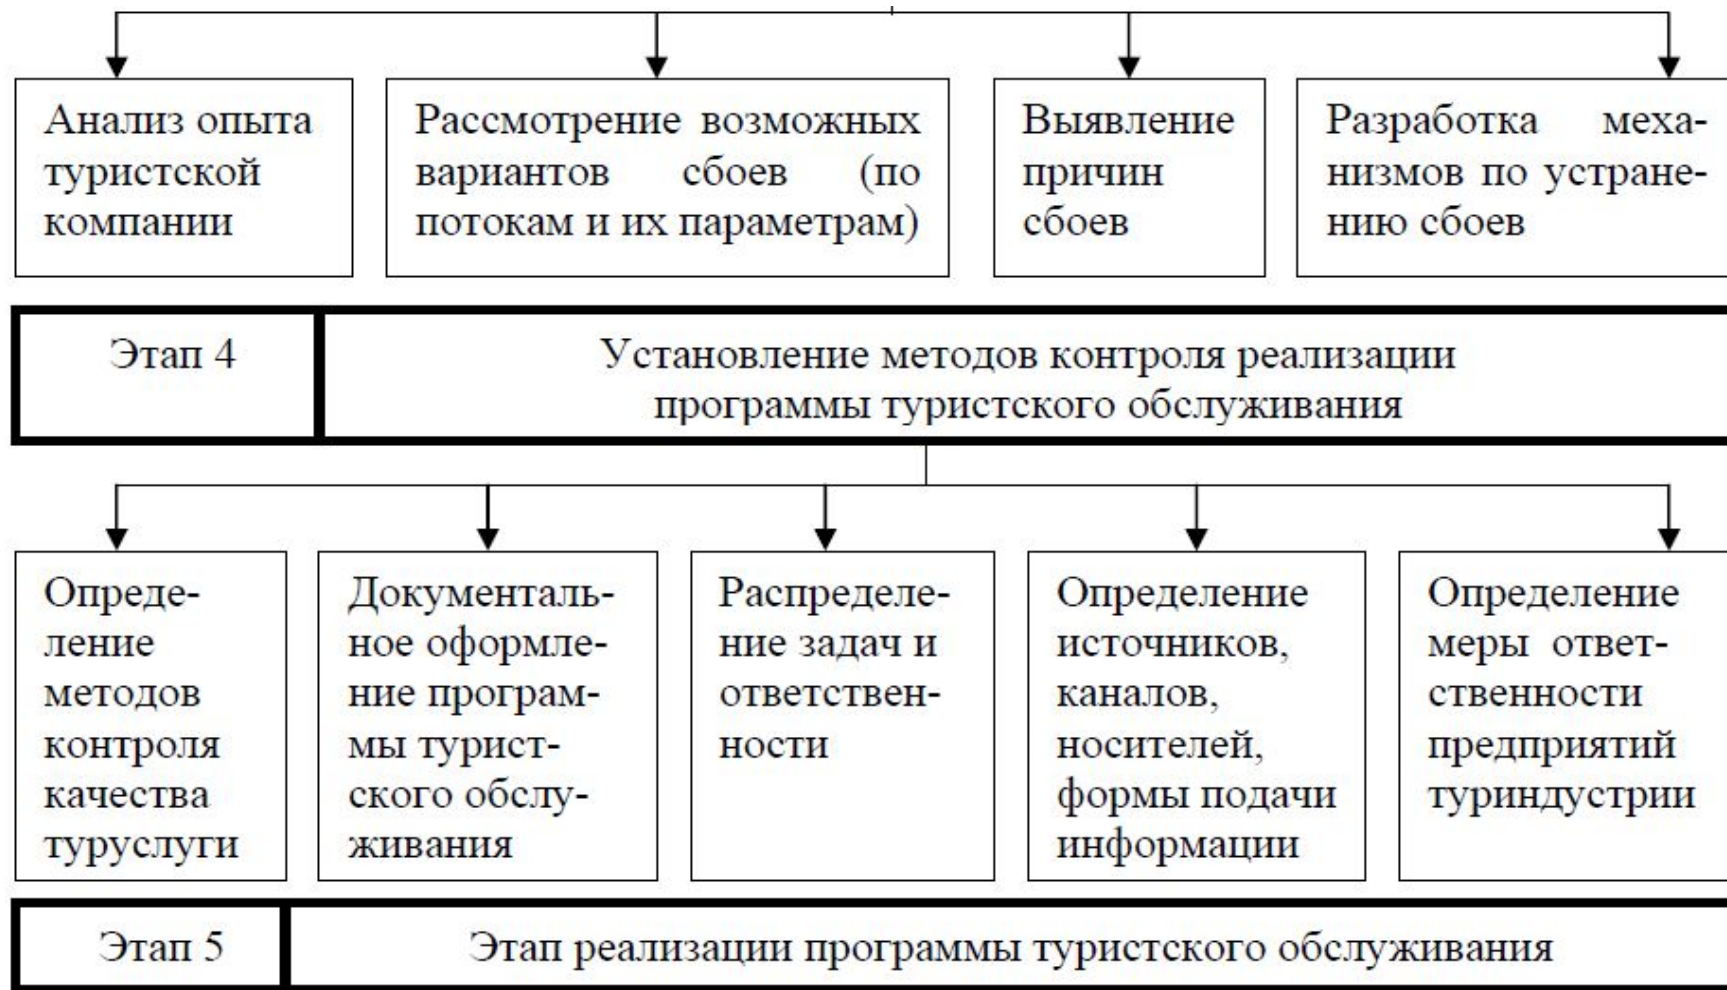 Анализ опыта
туристской
компании
Рассмотрение возможных
вариантов сбоев (по
потокам и их параметрам)
Выявление
причин
сбоев
Разработка меха-
низмов по устране-
нию сбоев
Этап 4
Установление методов контроля реализации
программы туристского обслуживания
Опреде-
ление
методов
контроля
качества
туруслуги
Документаль-
ное оформле-
ние програм-
мы турист-
ского обслу-
живания
Распределе-
ние задач и
ответствен-
ности
Определение
источников,
каналов,
носителей,
формы подачи
информации
Определение
меры ответ-
ственности
предприятий
туриндустрии
Этап 5
Этап реализации программы туристского обслуживания